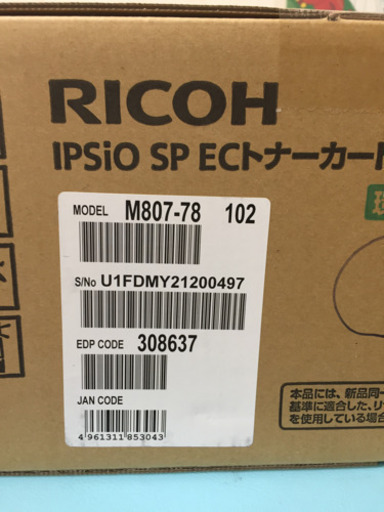 RICOH
IPSiO SP ECトナーカー
MODEL M807-78 102
S/No U1FDMY21200497
EDP CODE 308637
JAN CODE
4 961311 853043
本品には、新品同
基準に適合した、リ
を使用している場合